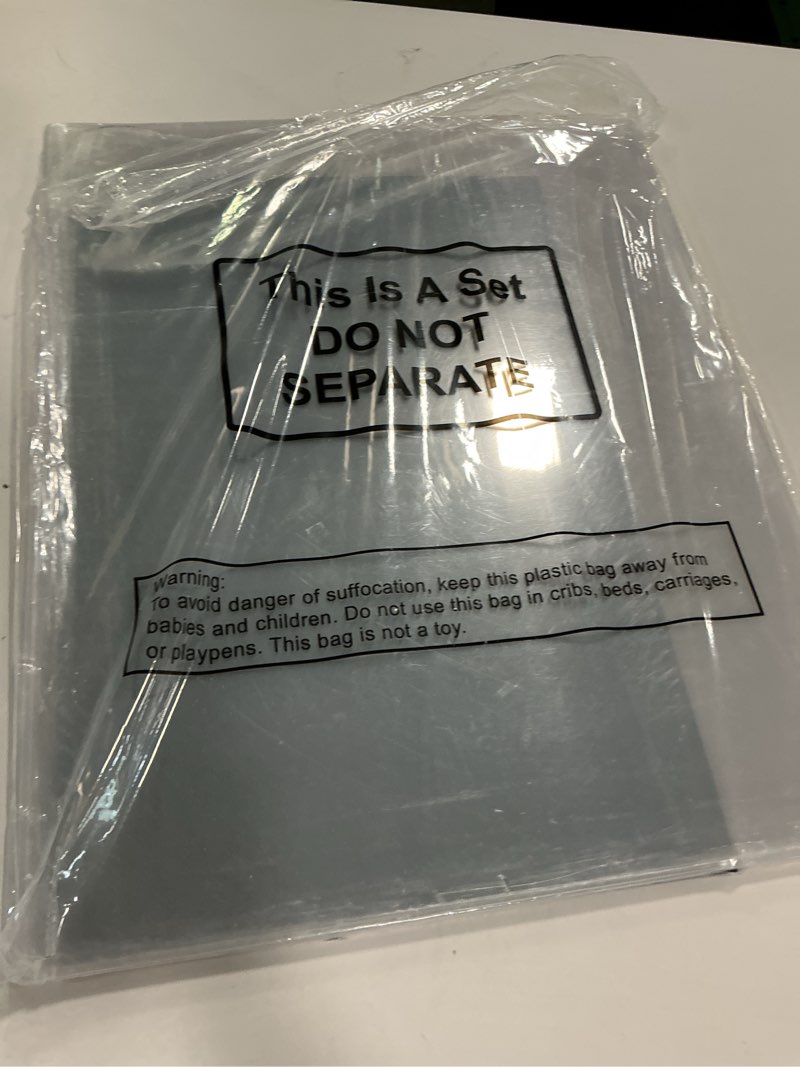 This Is A Set
DO NOT
SEPARATE
Warning:
To avoid danger of suffocation, keep this plastic bag away from
babies and children. Do not use this bag in cribs, beds, carriages,
or playpens. This bag is not a toy.